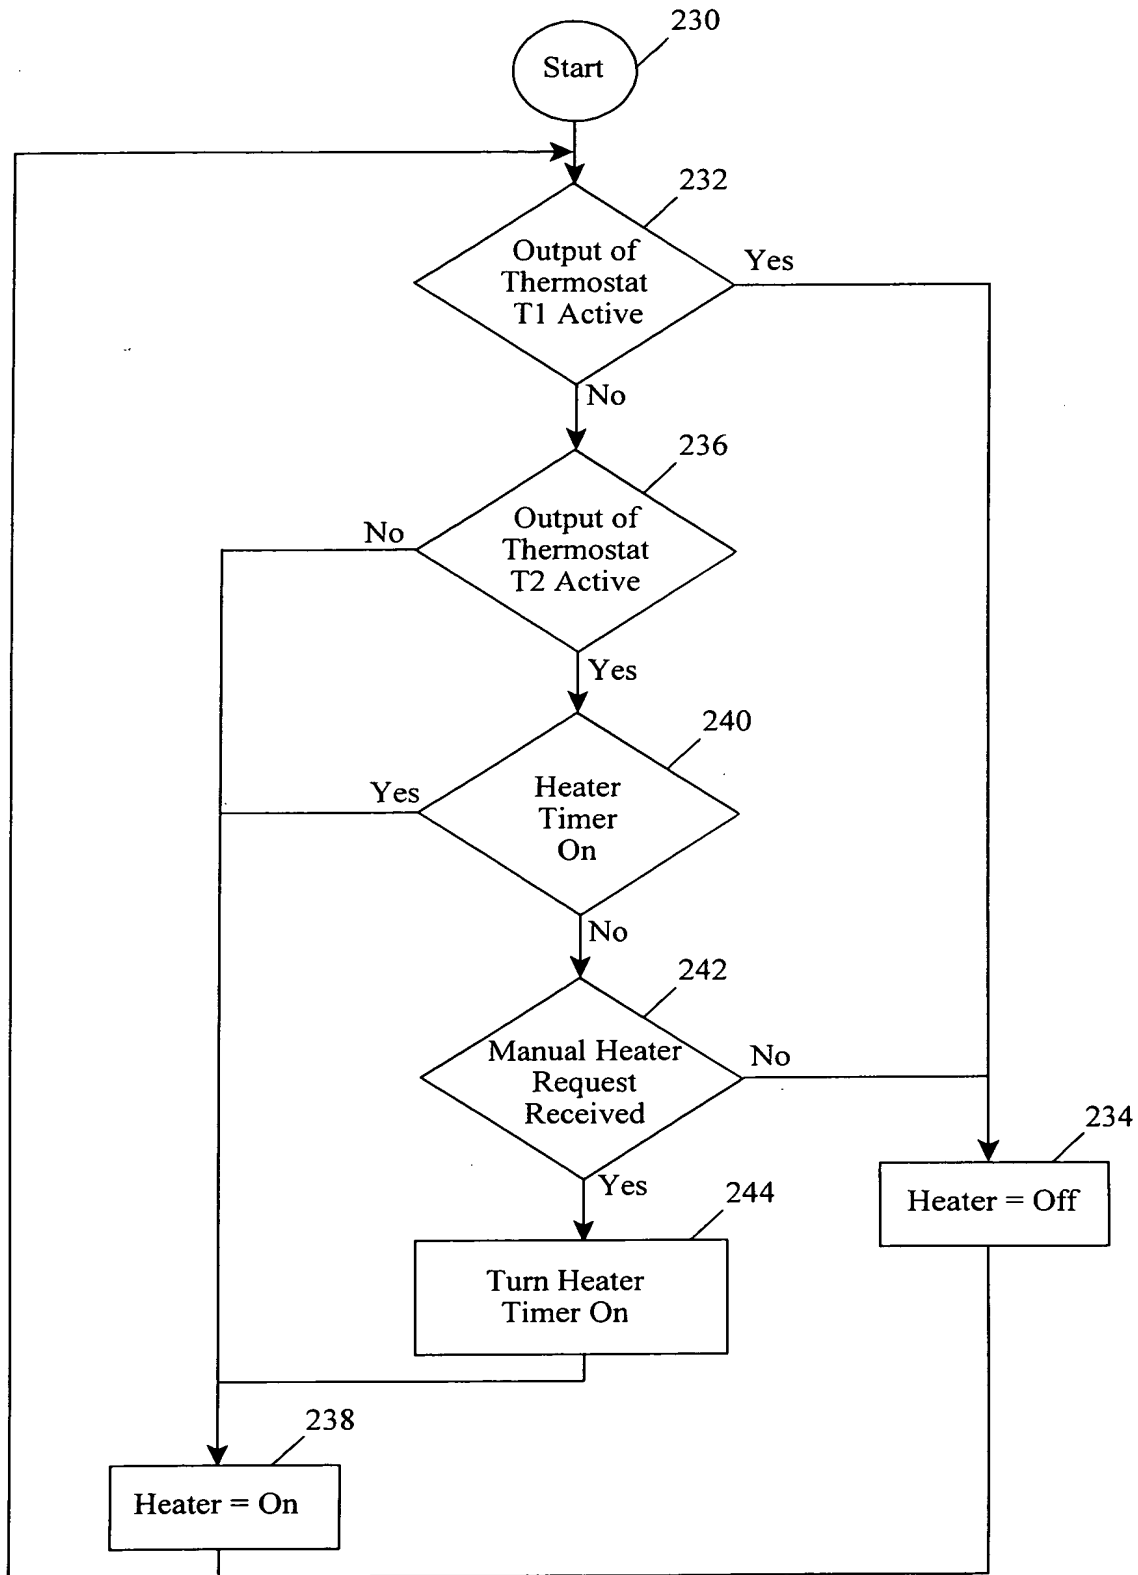 230
Start
232
Output of
Thermostat
T1 Active
Yes
No
236
Output of
Thermostat
T2 Active
No
Yes
240
Heater
Timer
On
Yes
No
242
Manual Heater
Request
Received
No
Yes
234
Heater = Off
244
Turn Heater
Timer On
238
Heater = On